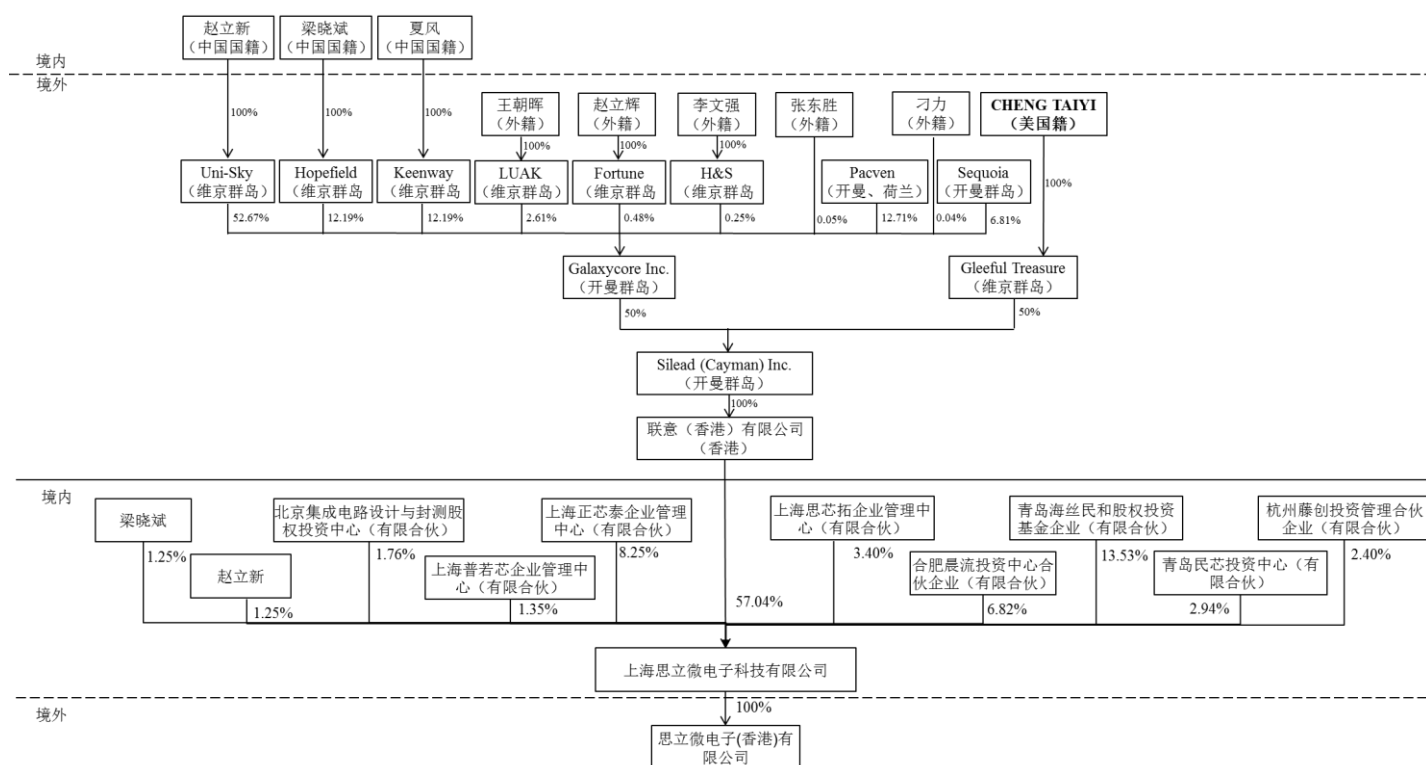 赵立新
（中国国籍）
梁晓斌
（中国国籍）
夏风
（中国国籍）
境内
境外
100%
100%
100%
王朝晖
（外籍）
赵立辉
（外籍）
李文强
（外籍）
张东胜
（外籍）
刁力
（外籍）
CHENG TAIYI
（美国籍）
100%
100%
100%
100%
Uni-Sky
（维京群岛）
Hopefield
（维京群岛）
Keenway
（维京群岛）
LUAK
（维京群岛）
Fortune
（维京群岛）
H&S
（维京群岛）
Pacven
（开曼、荷兰）
Sequoia
（开曼群岛）
52.67%
12.19%
12.19%
2.61%
0.48%
0.25%
0.05%
12.71%
0.04%
6.81%
Galaxycore Inc.
（开曼群岛）
Gleeful Treasure
（维京群岛）
50%
50%
Silead (Cayman) Inc.
（开曼群岛）
100%
联意（香港）有限公司
（香港）
境内
梁晓斌
1.25%
赵立新
1.25%
北京集成电路设计与封测股
权投资中心（有限合伙）
1.76%
上海普若芯企业管理中
心（有限合伙）
1.35%
上海正芯泰企业管理
中心（有限合伙）
8.25%
57.04%
上海思芯拓企业管理中
心（有限合伙）
3.40%
合肥晨流投资中心合
伙企业（有限合伙）
6.82%
青岛海丝民和股权投资
基金企业（有限合伙）
13.53%
青岛民芯投资中心（有
限合伙）
2.94%
杭州藤创投资管理合伙
企业（有限合伙）
2.40%
上海思立微电子科技有限公司
境外
100%
思立微电子(香港)有
限公司